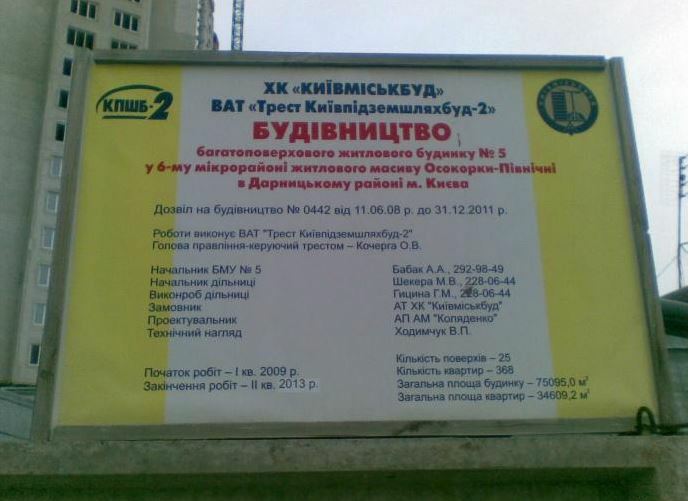 КПШБ-2
ХК «КИЇВМІСЬКБУД»
ВАТ «Трест Київпідземшляхбуд-2»
БУДІВНИЦТВО
багатоповерхового житлового будинку № 5
у 6-му мікрорайоні житлового масиву Осокорки-Північні
в Дарницькому районі м. Києва
Дозвіл на будівництво № 0442 від 11.06.08 р. до 31.12.2011 р.
Роботи виконує ВАТ "Трест Київпідземшляхбуд-2"
Голова правління-керуючий трестом – Кочерга О.В.
Начальник БМУ № 5 Бабак А.А., 292-98-49
Начальник дільниці Шекера М.В., 228-06-44
Виконроб дільниці Гицина Г.М., 228-06-44
Замовник АТ ХК "Київміськбуд"
Проектувальник АП АМ "Коляденко"
Технічний нагляд Ходимчук В.П.
Початок робіт – I кв. 2009 р.
Закінчення робіт – II кв. 2013 р.
Кількість поверхів – 25
Кількість квартир – 368
Загальна площа будинку – 75095,0 м²
Загальна площа квартир – 34609,2 м²